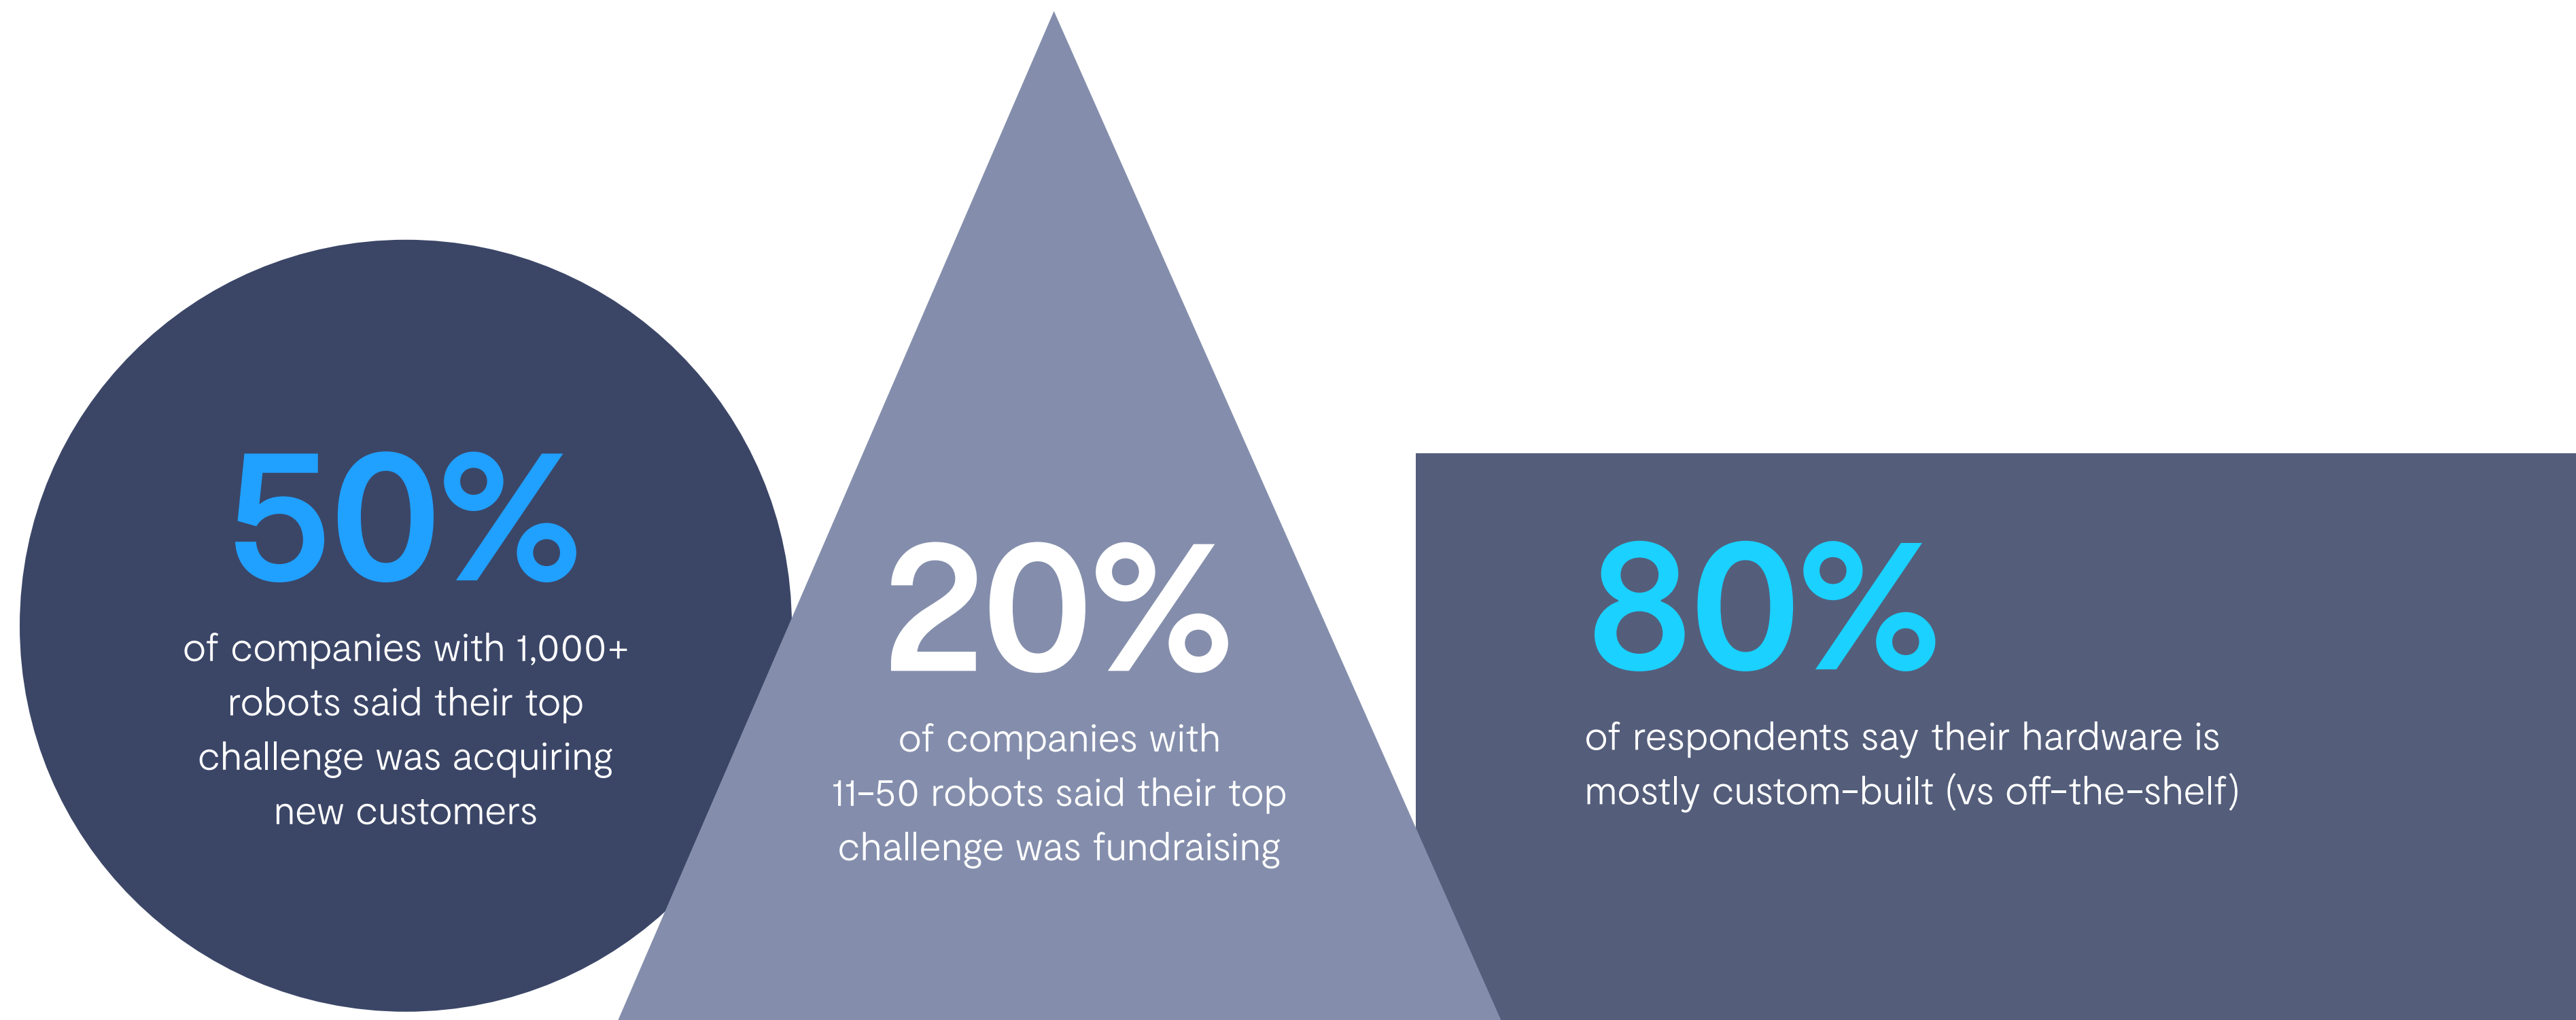 50%
of companies with 1,000+
robots said their top
challenge was acquiring
new customers
20%
of companies with
11-50 robots said their top
challenge was fundraising
80%
of respondents say their hardware is
mostly custom-built (vs off-the-shelf)